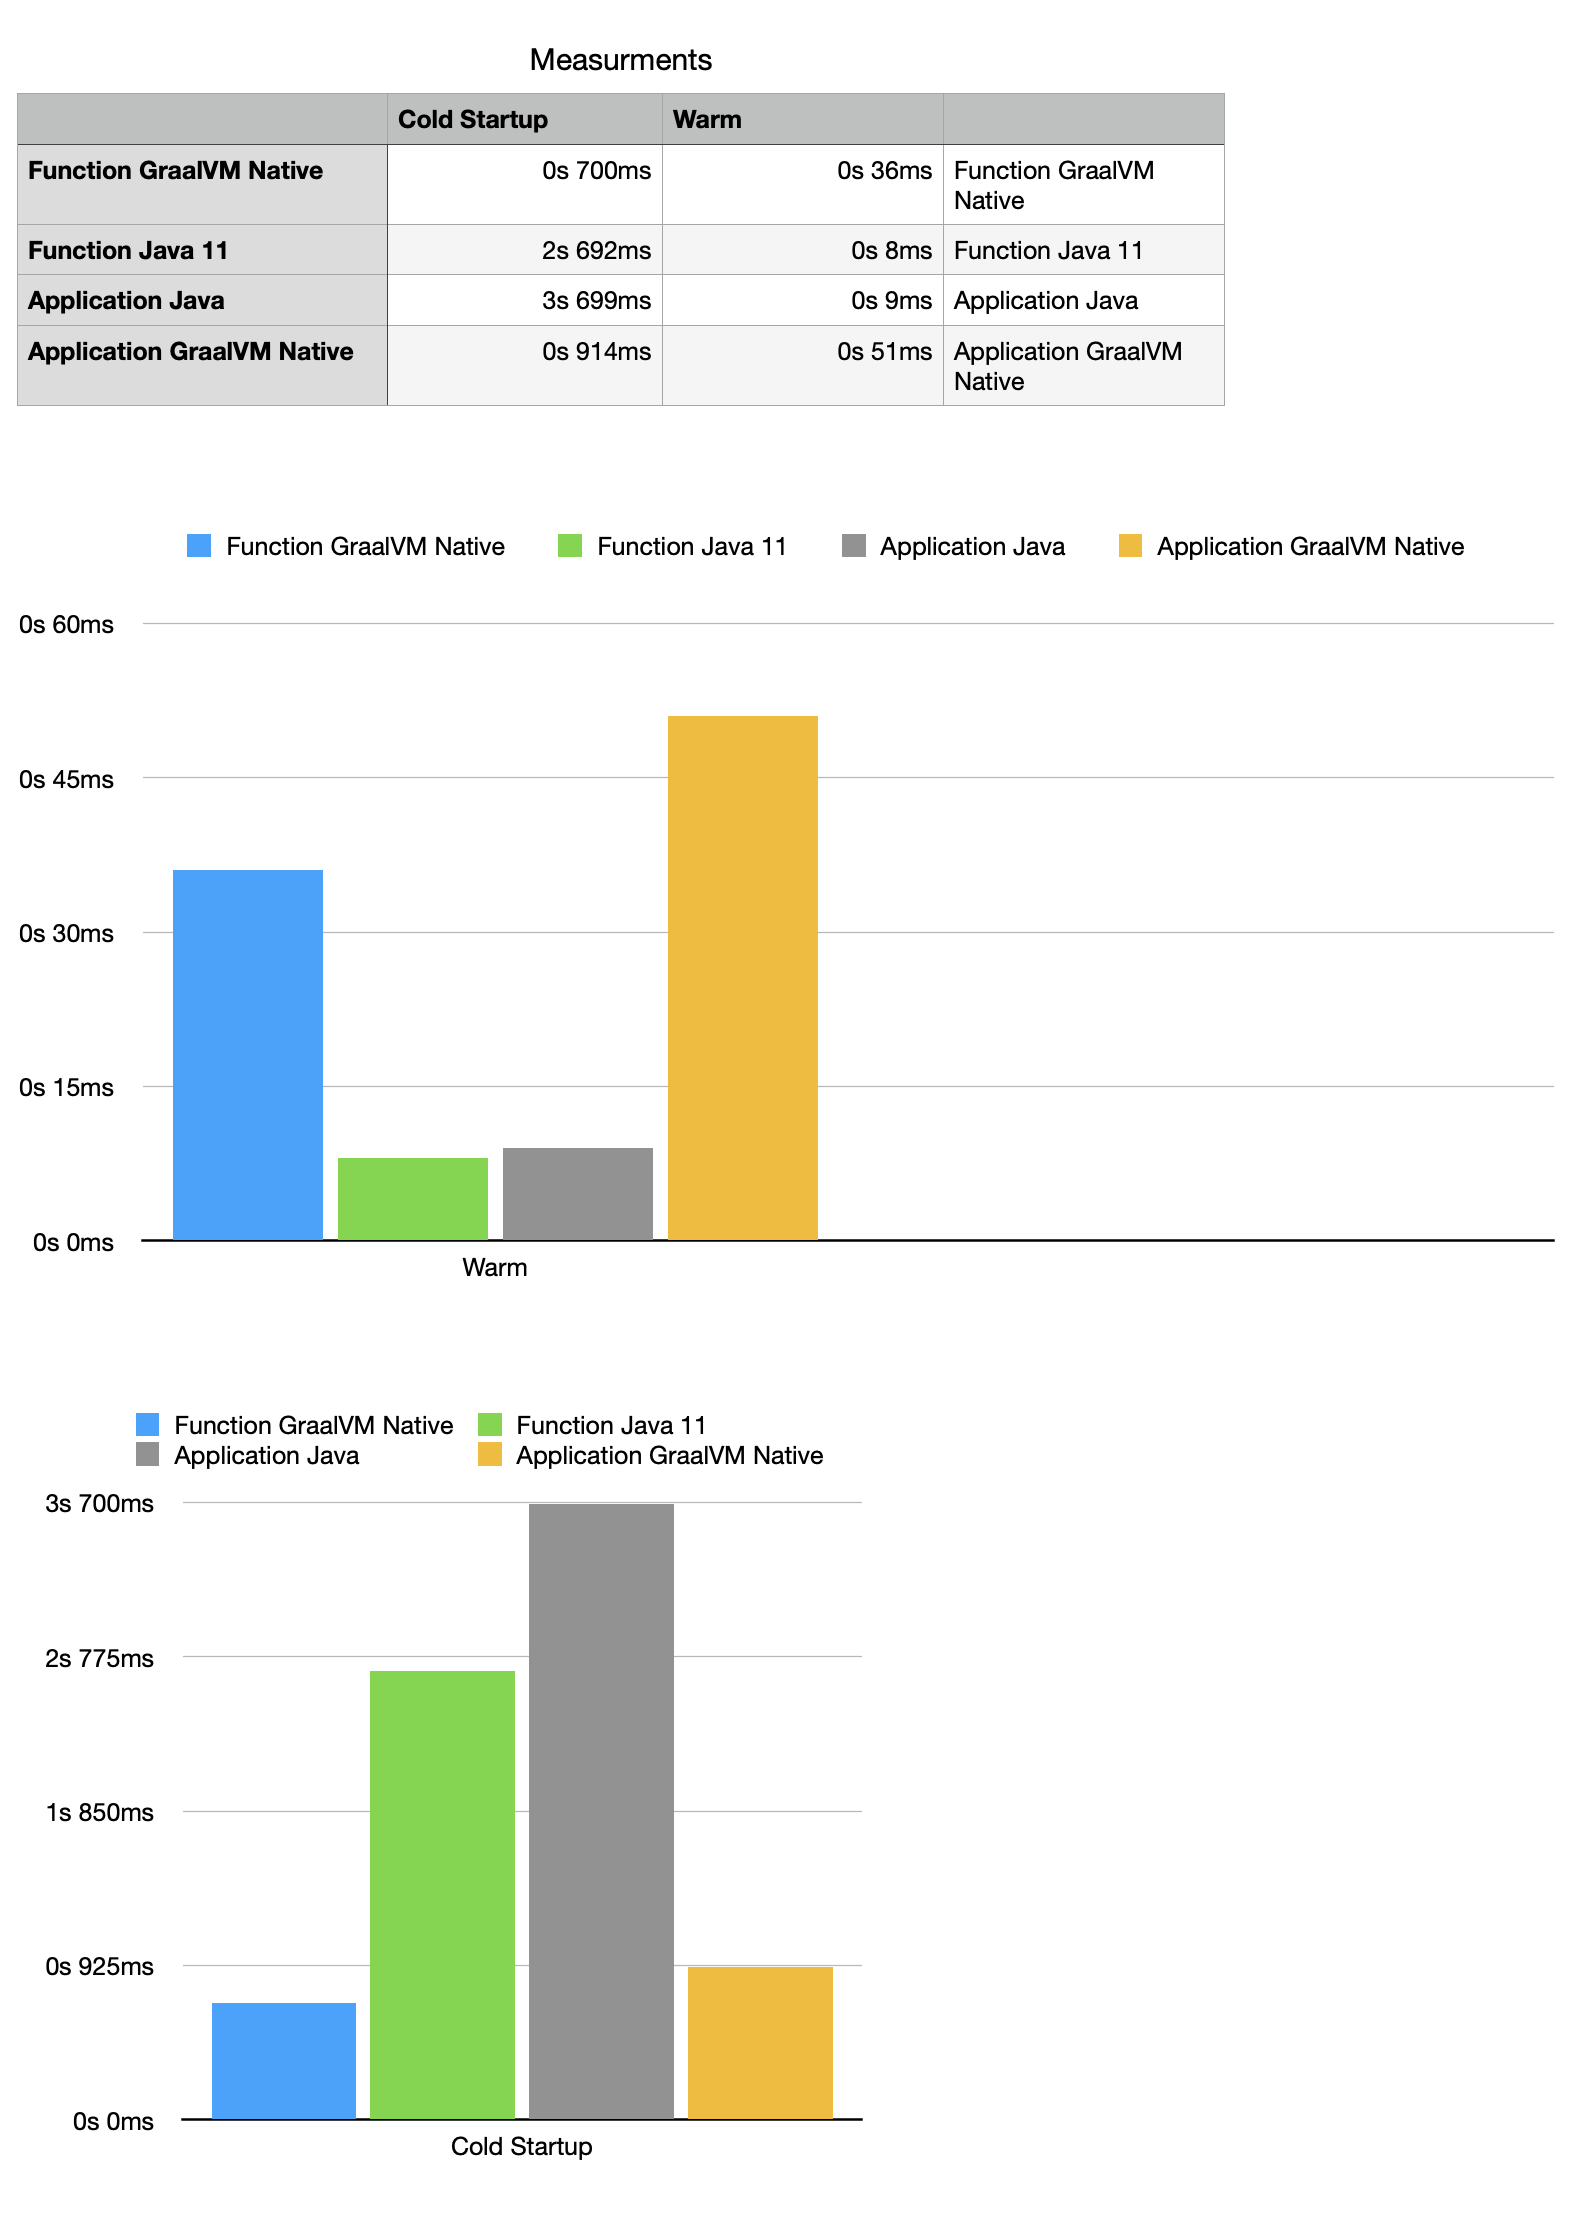 Measurments
Cold Startup Warm
Function GraalVM Native 0s 700ms 0s 36ms Function GraalVM
Native
Function Java 11 2s 692ms 0s 8ms Function Java 11
Application Java 3s 699ms 0s 9ms Application Java
Application GraalVM Native 0s 914ms 0s 51ms Application GraalVM
Native
Function GraalVM Native Function Java 11 Application Java Application GraalVM Native
0s 60ms
0s 45ms
0s 30ms
0s 15ms
0s 0ms
Warm
Function GraalVM Native Function Java 11
Application Java Application GraalVM Native
3s 700ms
2s 775ms
1s 850ms
0s 925ms
0s 0ms
Cold Startup